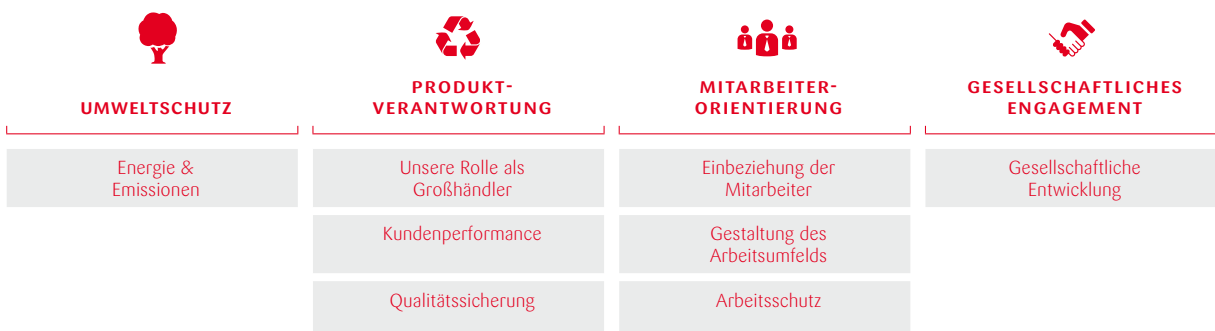 UMWELTSCHUTZ
Energie &
Emissionen
PRODUKT-
VERANTWORTUNG
Unsere Rolle als
Großhändler
Kundenperformance
Qualitätssicherung
MITARBEITER-
ORIENTIERUNG
Einbeziehung der
Mitarbeiter
Gestaltung des
Arbeitsumfelds
Arbeitsschutz
GESELLSCHAFTLICHES
ENGAGEMENT
Gesellschaftliche
Entwicklung